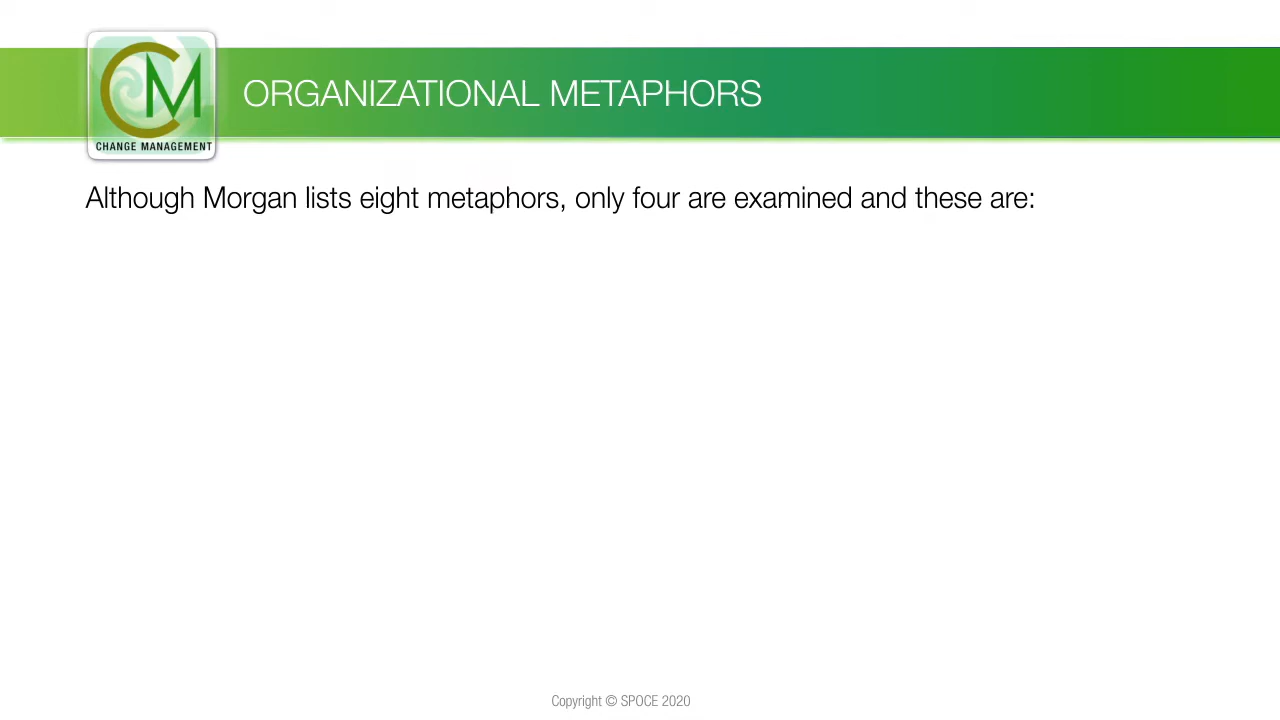 CM
CHANGE MANAGEMENT
ORGANIZATIONAL METAPHORS
Although Morgan lists eight metaphors, only four are examined and these are:
Copyright © SPOCE 2020